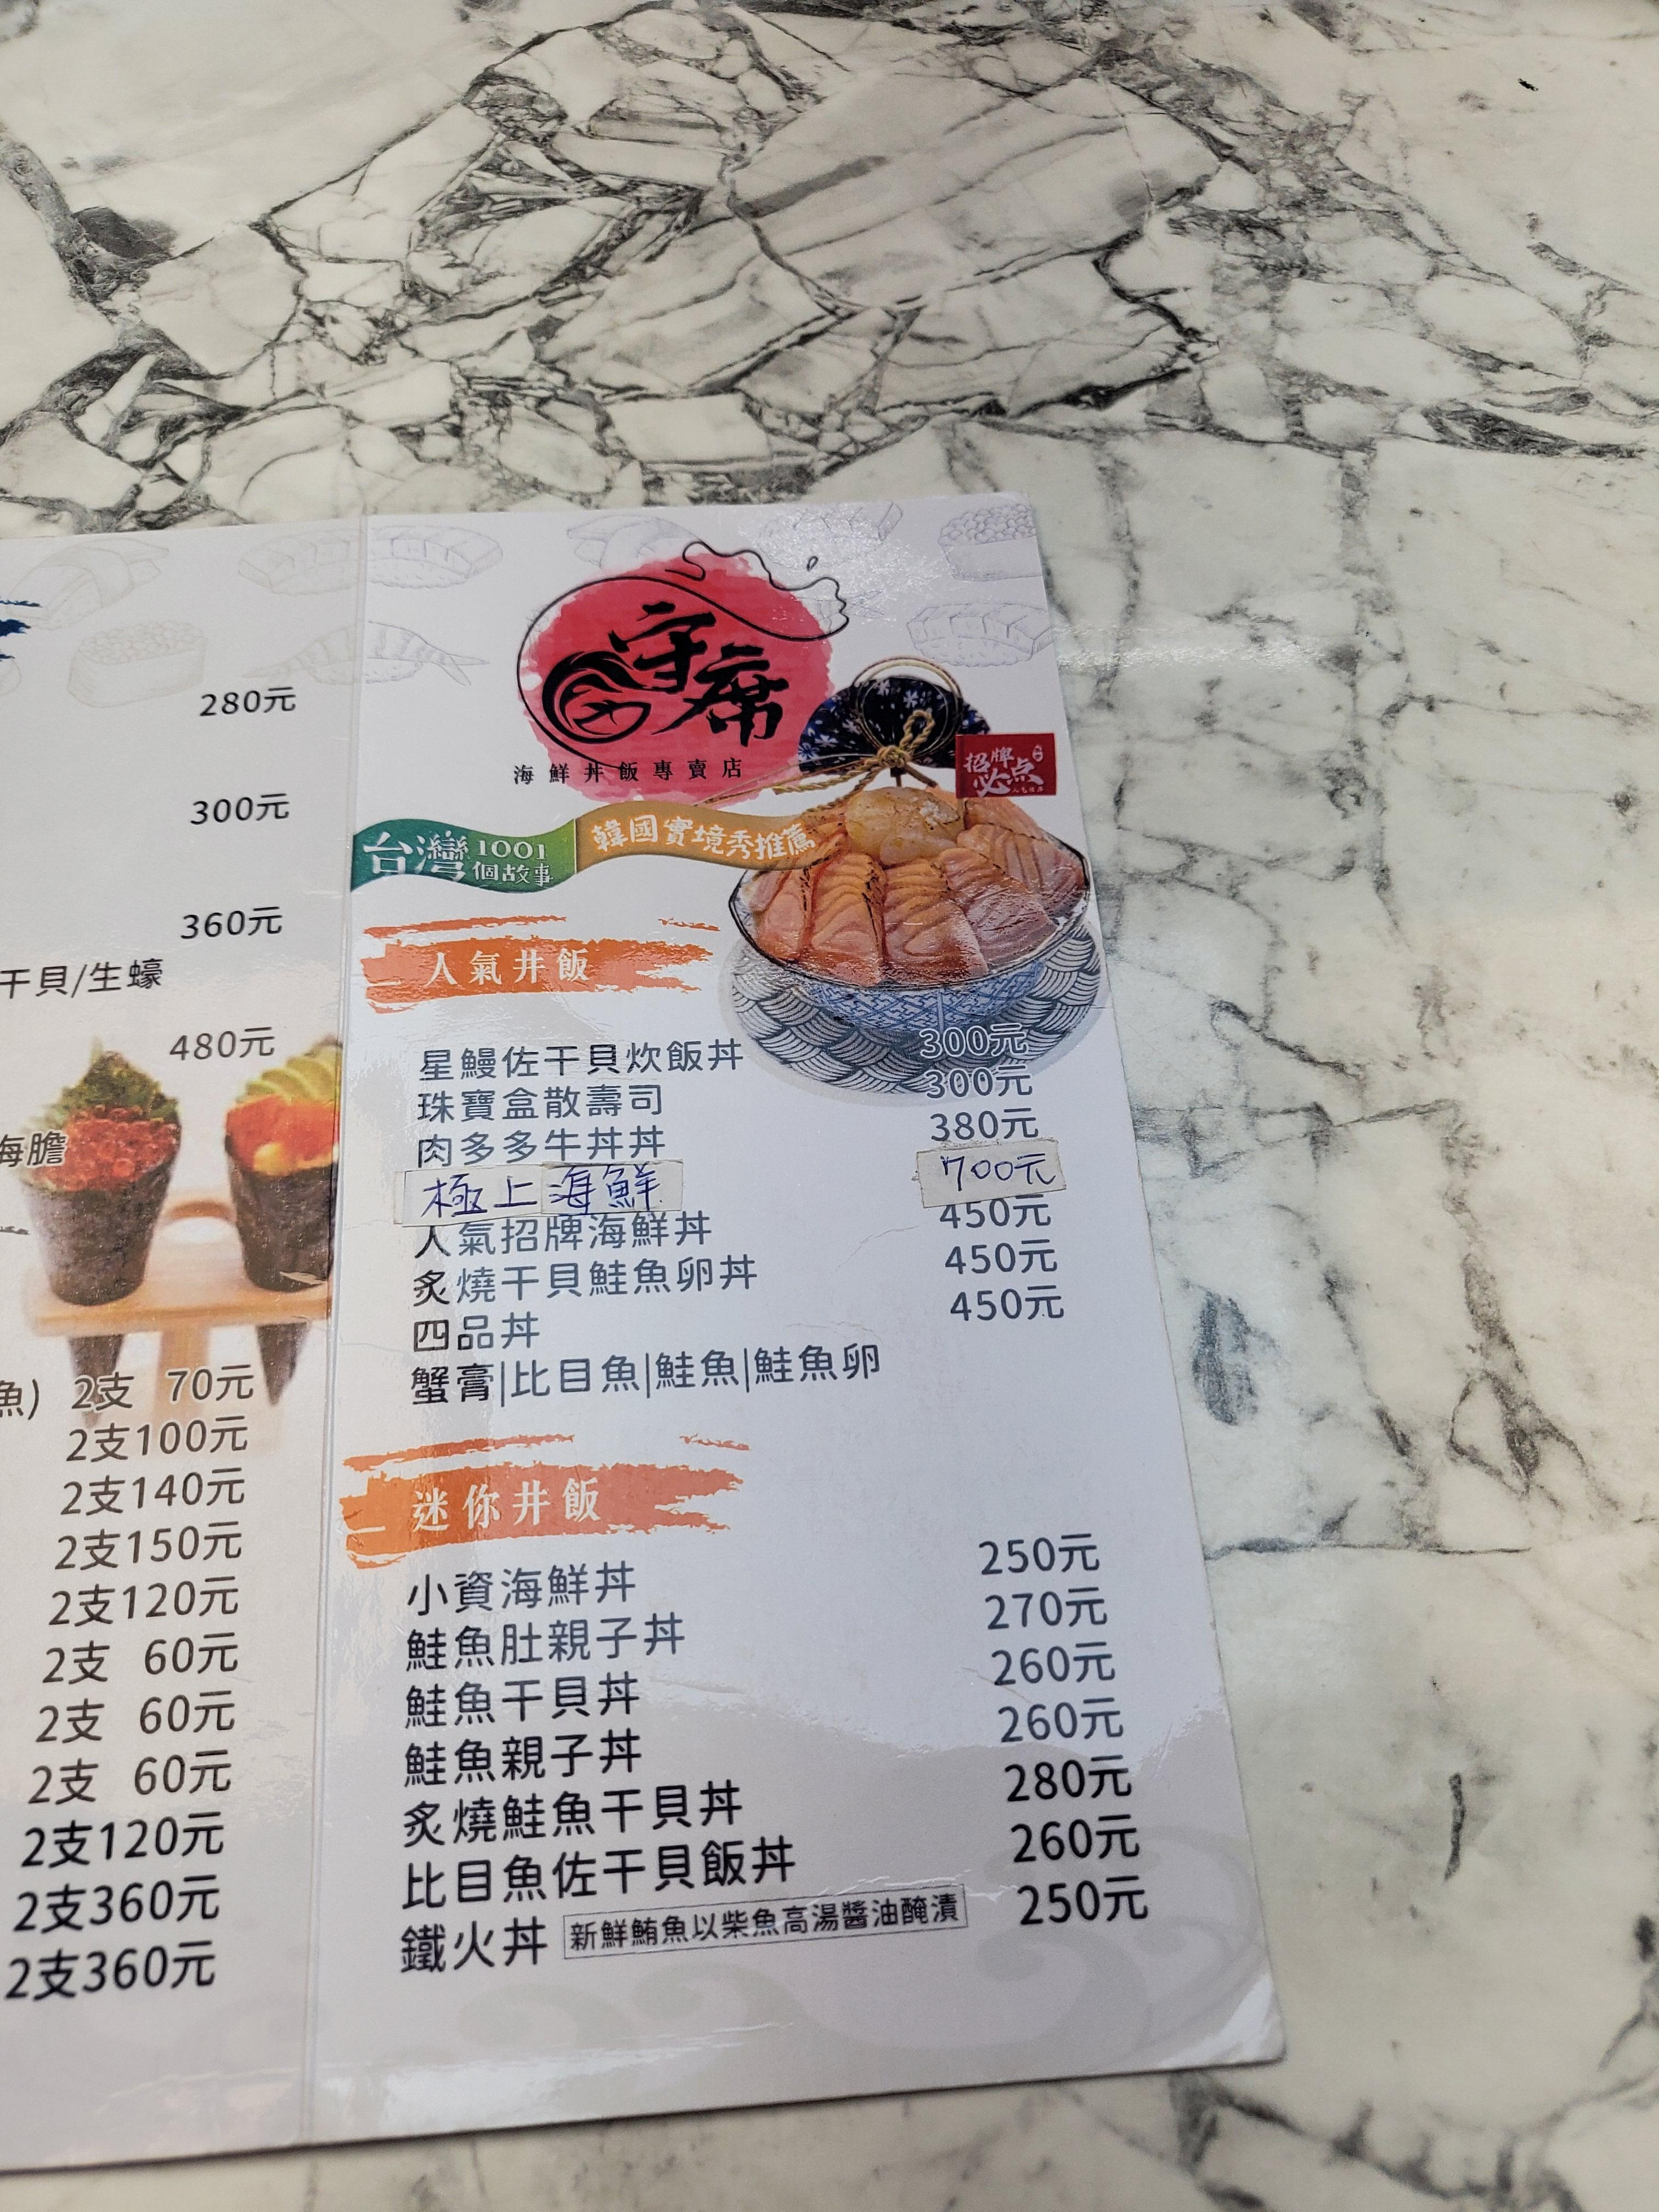 280元
300元
360元
干貝/生蠔
480元
海膽
魚) 2支 70元
2支100元
2支140元
2支150元
2支120元
2支 60元
2支 60元
2支 60元
2支120元
2支360元
2支360元
守席
海鮮丼飯專賣店
招牌
必点
台灣1001個故事
韓國實境秀推薦
人氣丼飯
星鰻佐干貝炊飯丼 300元
珠寶盒散壽司 300元
肉多多牛丼丼 380元
極上海鮮 700元
人氣招牌海鮮丼 450元
炙燒干貝鮭魚卵丼 450元
四品丼 450元
蟹膏|比目魚|鮭魚|鮭魚卵
迷你丼飯
小資海鮮丼 250元
鮭魚肚親子丼 270元
鮭魚干貝丼 260元
鮭魚親子丼 260元
炙燒鮭魚干貝丼 280元
比目魚佐干貝飯丼 260元
鐵火丼 新鮮鮪魚以柴魚高湯醬油醃漬 250元